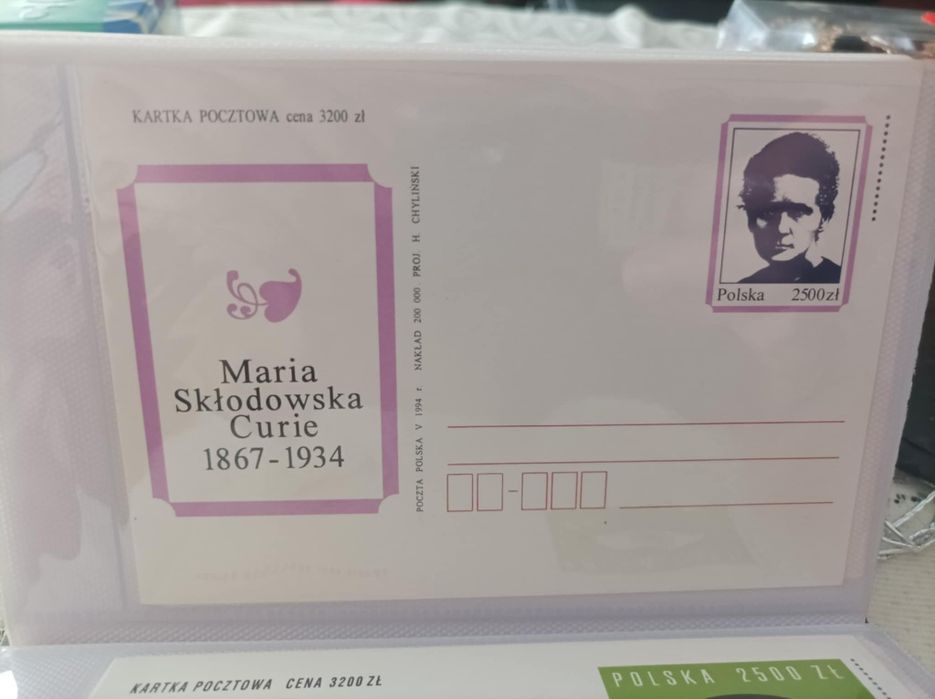 KARTKA POCZTOWA cena 3200 zł
Maria
Skłodowska
Curie
1867-1934
POCZTA POLSKA V 1994 r. NAKŁAD 200 000 PROJ. H. CHYLIŃSKI
Polska 2500 zł
KARTKA POCZTOWA CENA 3200 ZŁ
POLSKA 2500 ZŁ